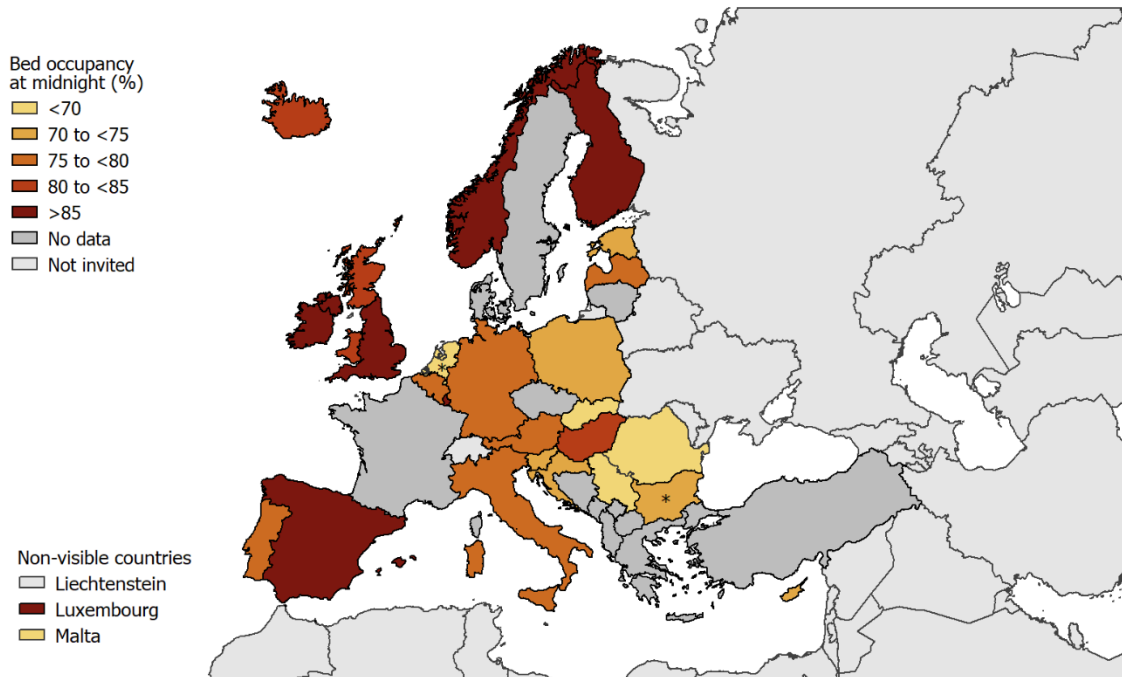 Bed occupancy
at midnight (%)
<70
70 to <75
75 to <80
80 to <85
>85
No data
Not invited
*
*
Non-visible countries
Liechtenstein
Luxembourg
Malta